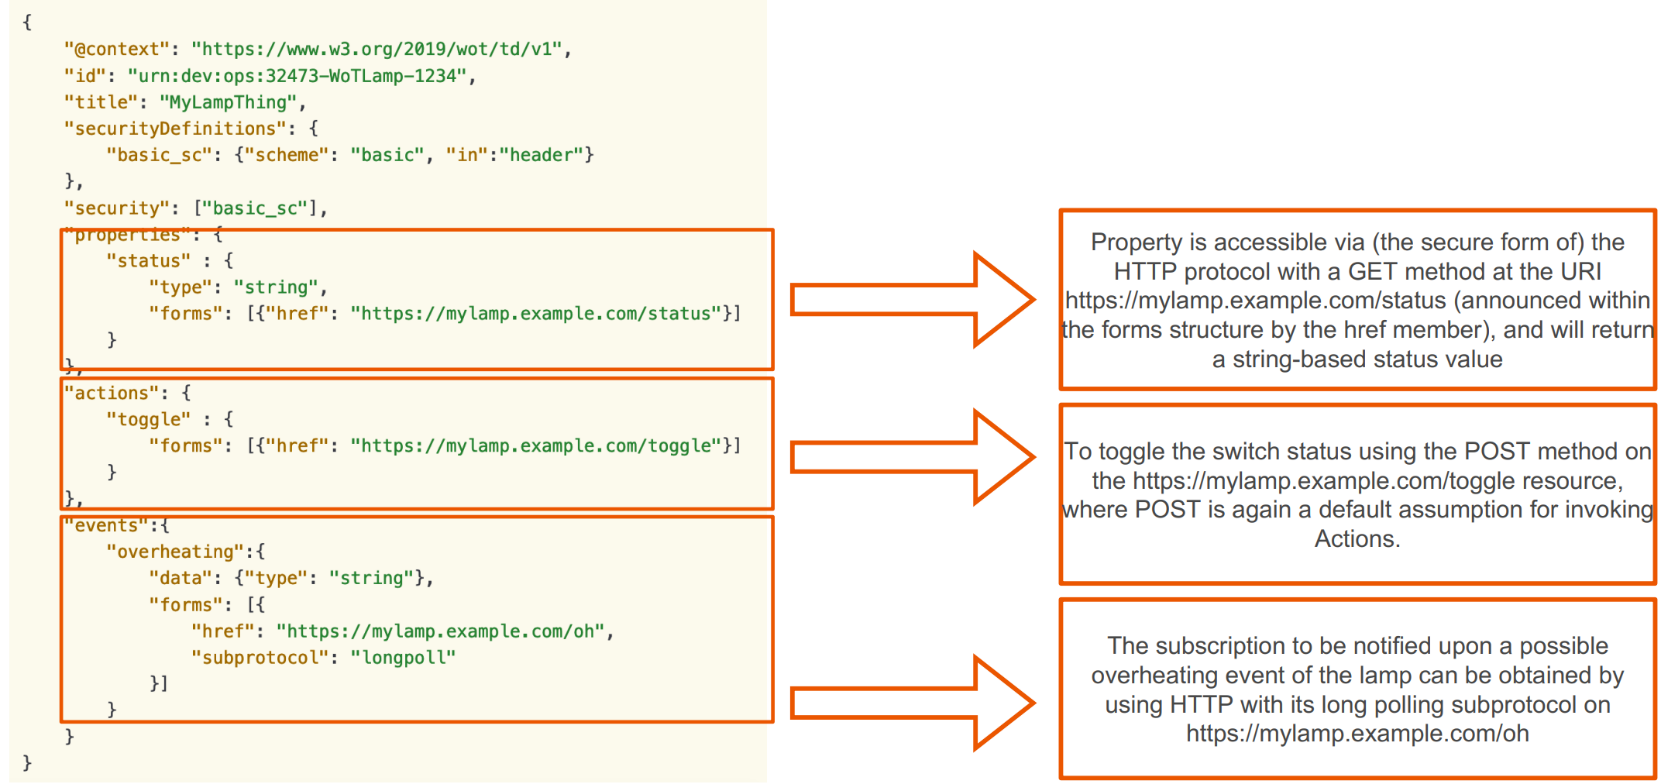 {
"@context": "https://www.w3.org/2019/wot/td/v1",
"id": "urn:dev:ops:32473-WoTLamp-1234",
"title": "MyLampThing",
"securityDefinitions": {
"basic_sc": {"scheme": "basic", "in":"header"}
},
"security": ["basic_sc"],
"properties": {
"status" : {
"type": "string",
"forms": [{"href": "https://mylamp.example.com/status"}]
}
},
"actions": {
"toggle" : {
"forms": [{"href": "https://mylamp.example.com/toggle"}]
}
},
"events":{
"overheating":{
"data": {"type": "string"},
"forms": [{
"href": "https://mylamp.example.com/oh",
"subprotocol": "longpoll"
}]
}
}
}
Property is accessible via (the secure form of) the
HTTP protocol with a GET method at the URI
https://mylamp.example.com/status (announced within
the forms structure by the href member), and will return
a string-based status value
To toggle the switch status using the POST method on
the https://mylamp.example.com/toggle resource,
where POST is again a default assumption for invoking
Actions.
The subscription to be notified upon a possible
overheating event of the lamp can be obtained by
using HTTP with its long polling subprotocol on
https://mylamp.example.com/oh